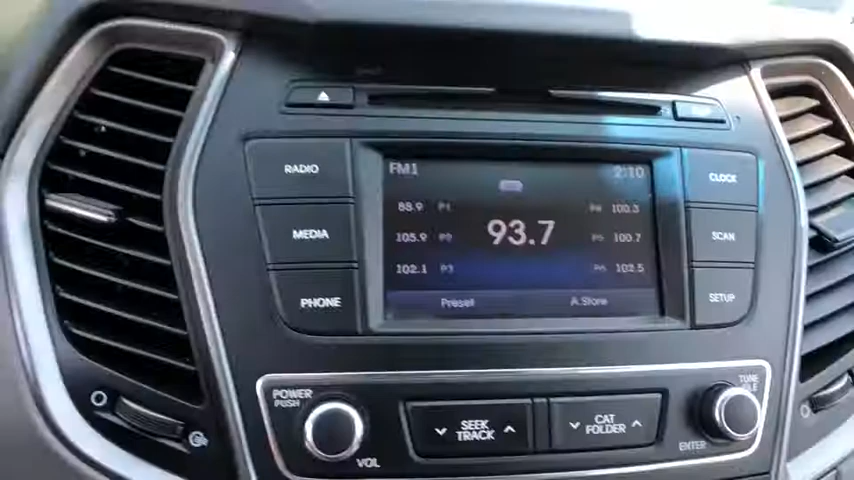 RADIO
MEDIA
PHONE
FM1
2:10
88.9 P1
105.9 P2
102.1 P3
93.7
P4 100.3
P5 100.7
P6 102.5
Preset
A.Store
CLOCK
SCAN
SETUP
POWER
PUSH
VOL
SEEK
TRACK
CAT
FOLDER
TUNE
FILE
ENTER